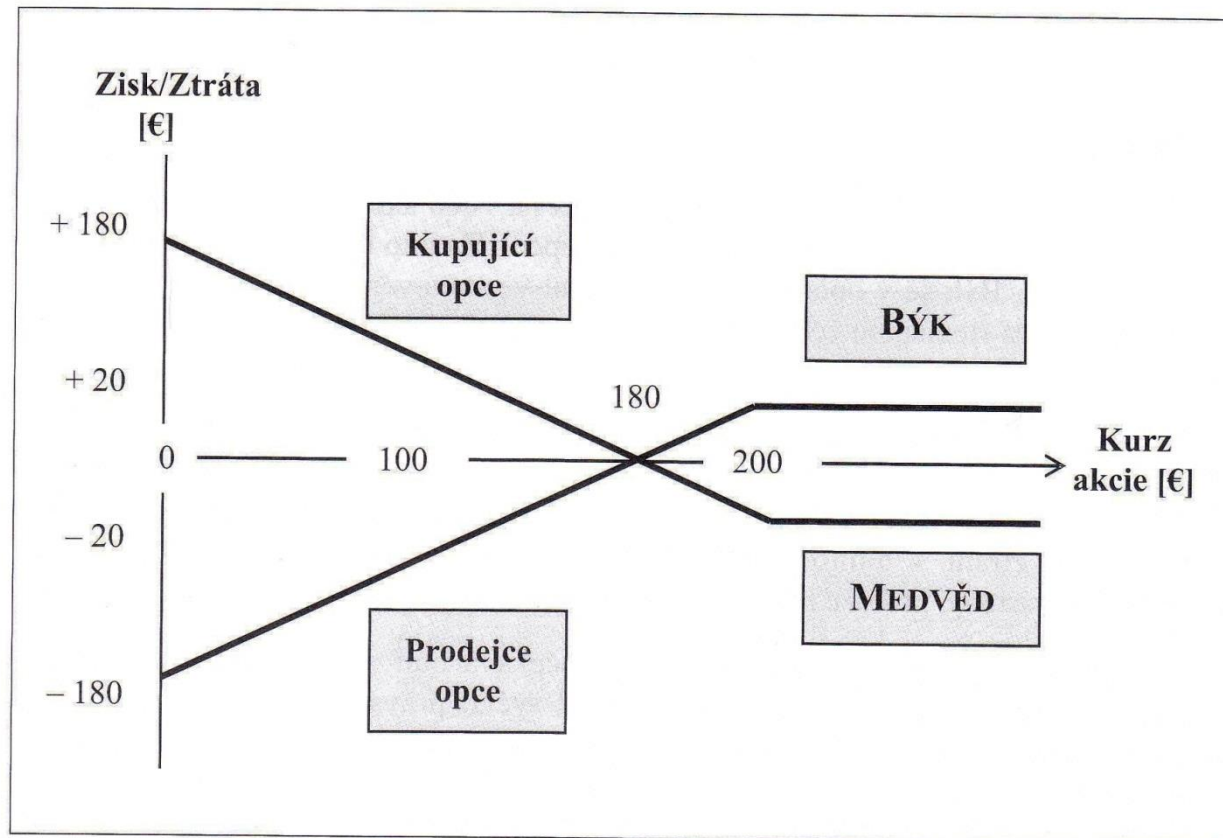 Zisk/Ztráta
[€]
+ 180
Kupující
opce
BÝK
+ 20
180
0
100
200
Kurz
akcie [€]
– 20
MEDVĚD
Prodejce
opce
– 180